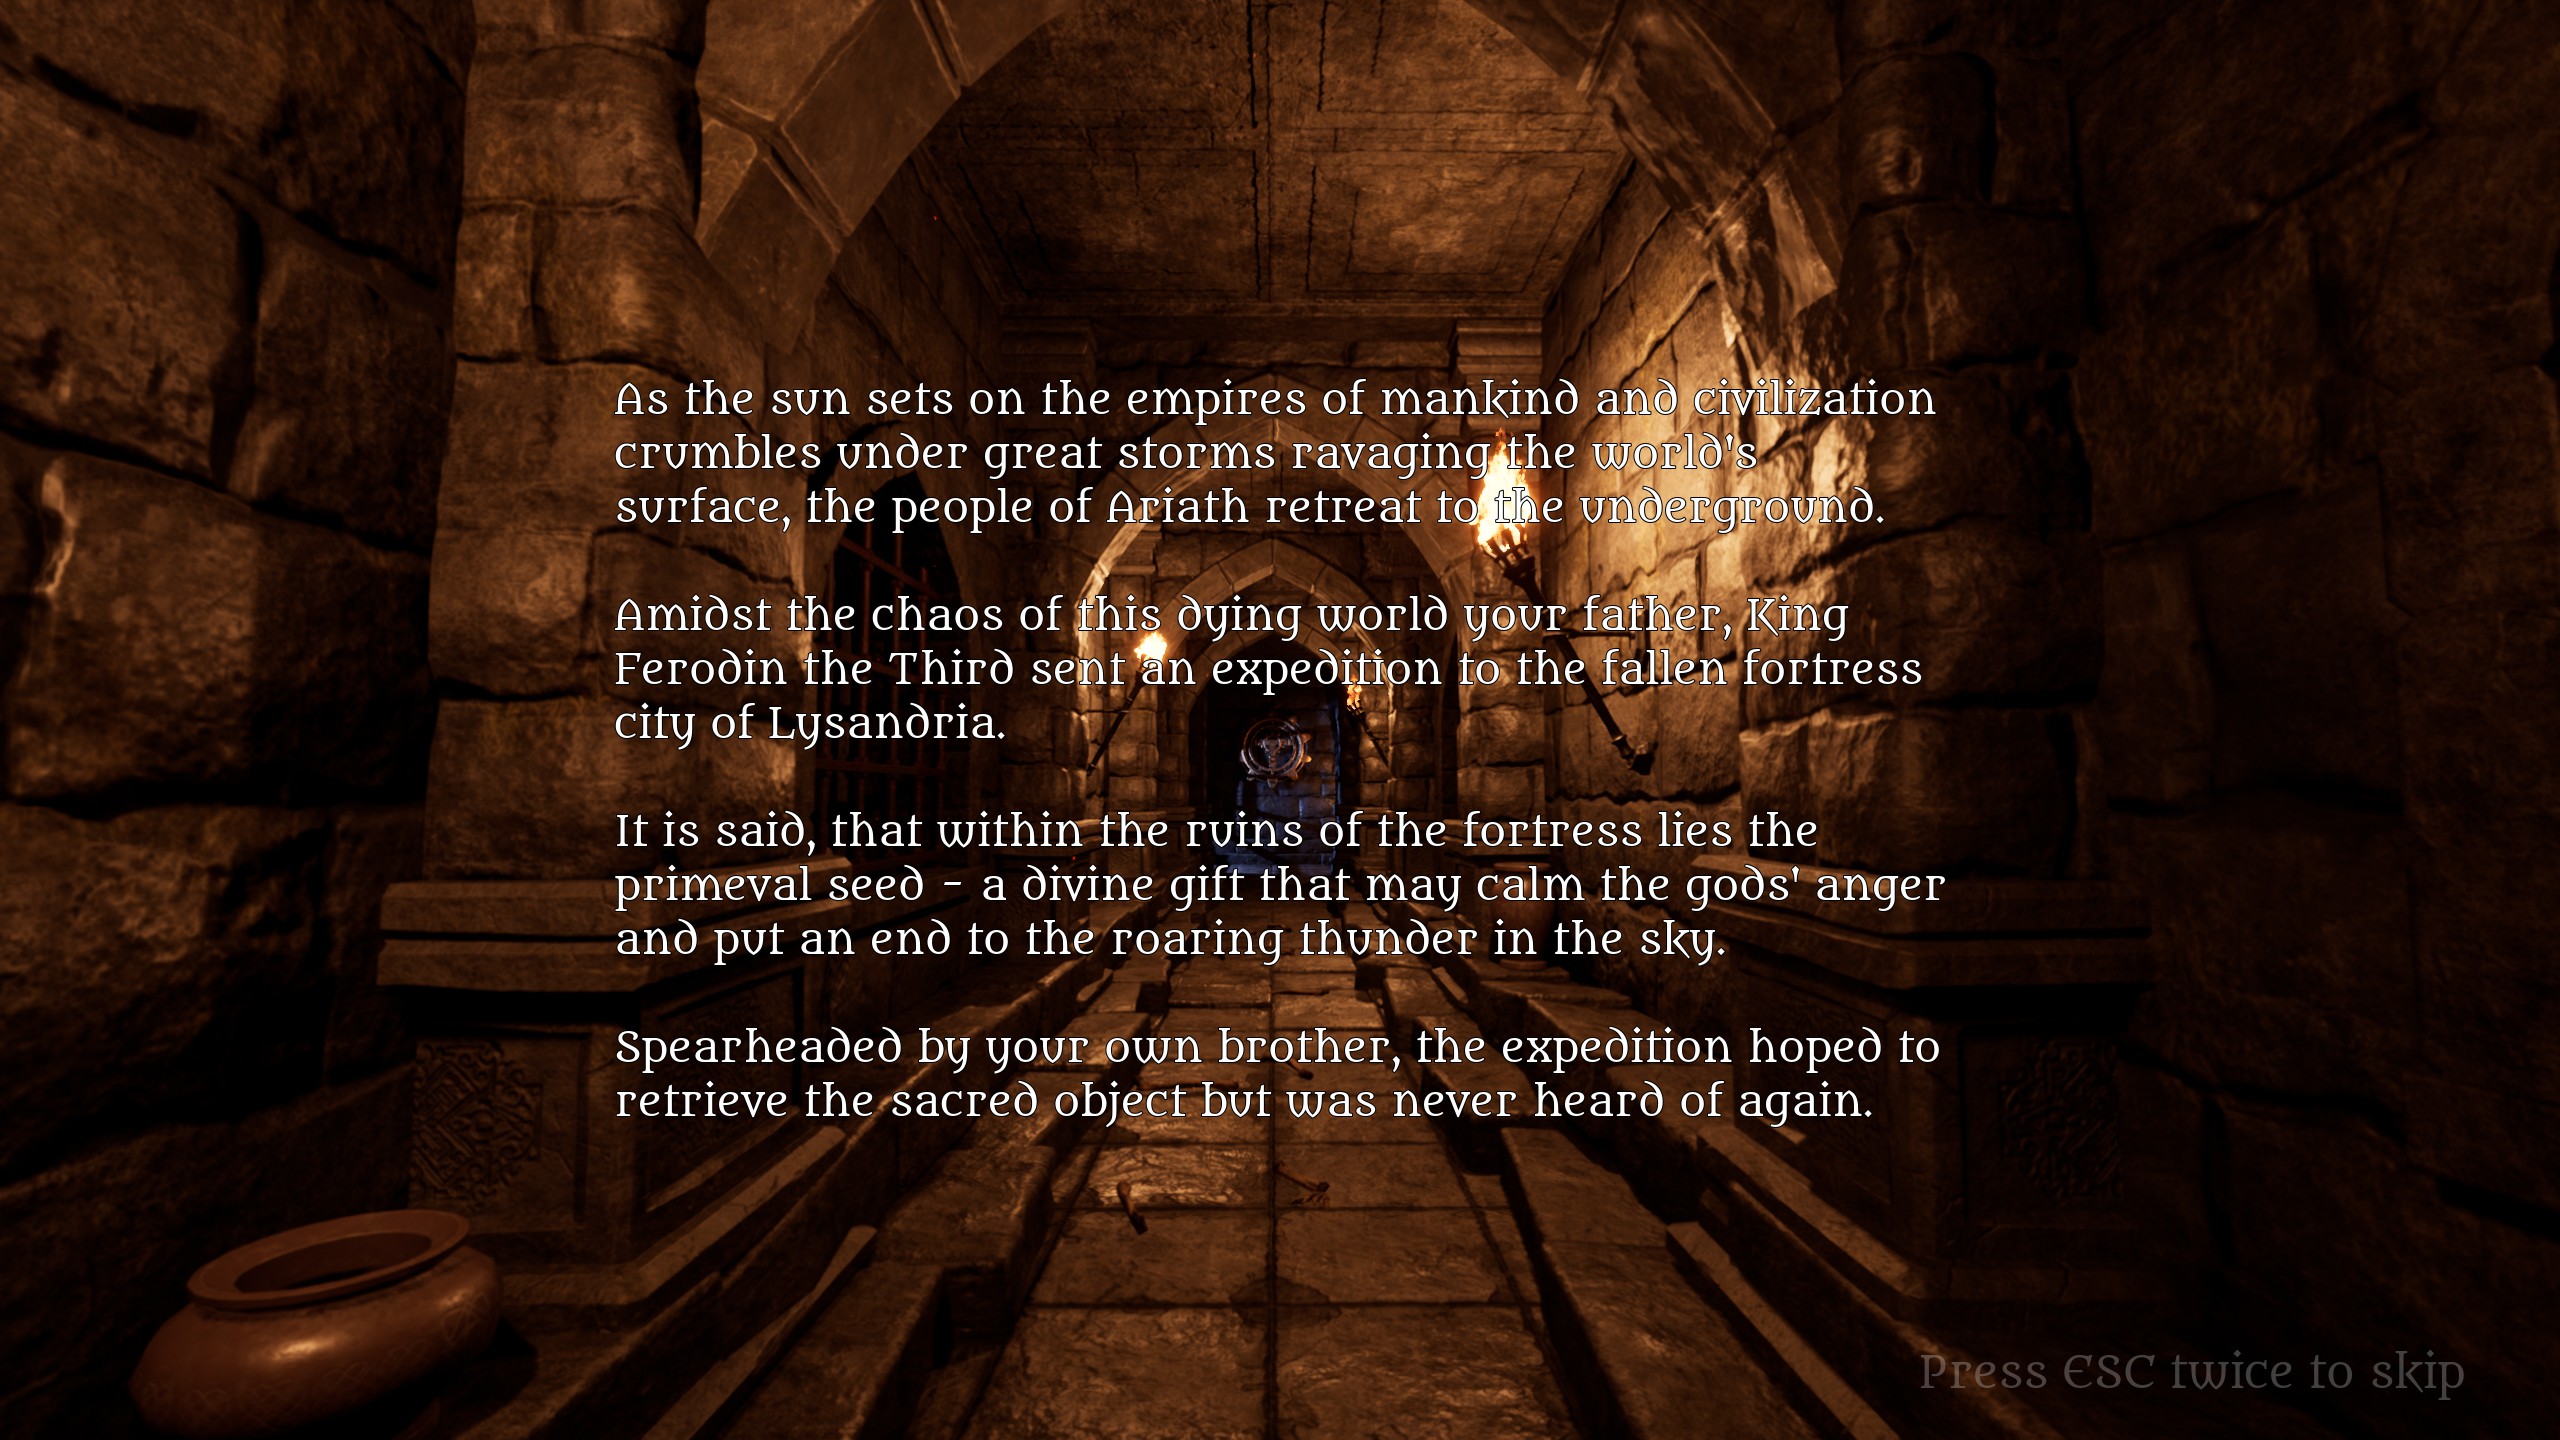 As the sun sets on the empires of mankind and civilization
crumbles under great storms ravaging the world's
surface, the people of Ariath retreat to the underground.
Amidst the chaos of this dying world your father, King
Ferodin the Third sent an expedition to the fallen fortress
city of Lysandria.
It is said, that within the ruins of the fortress lies the
primeval seed - a divine gift that may calm the gods' anger
and put an end to the roaring thunder in the sky.
Spearheaded by your own brother, the expedition hoped to
retrieve the sacred object but was never heard of again.
Press ESC twice to skip